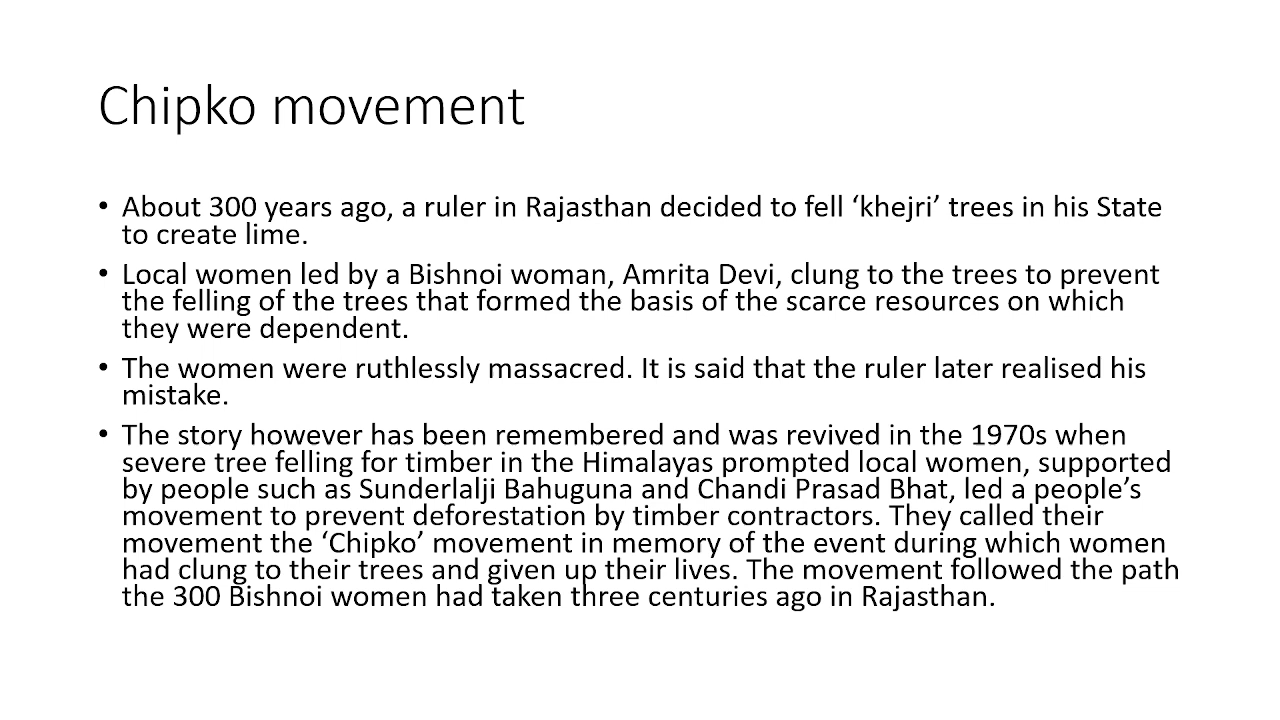 Chipko movement
• About 300 years ago, a ruler in Rajasthan decided to fell ‘khejri’ trees in his State
to create lime.
• Local women led by a Bishnoi woman, Amrita Devi, clung to the trees to prevent
the felling of the trees that formed the basis of the scarce resources on which
they were dependent.
• The women were ruthlessly massacred. It is said that the ruler later realised his
mistake.
• The story however has been remembered and was revived in the 1970s when
severe tree felling for timber in the Himalayas prompted local women, supported
by people such as Sunderlalji Bahuguna and Chandi Prasad Bhat, led a people’s
movement to prevent deforestation by timber contractors. They called their
movement the ‘Chipko’ movement in memory of the event during which women
had clung to their trees and given up their lives. The movement followed the path
the 300 Bishnoi women had taken three centuries ago in Rajasthan.